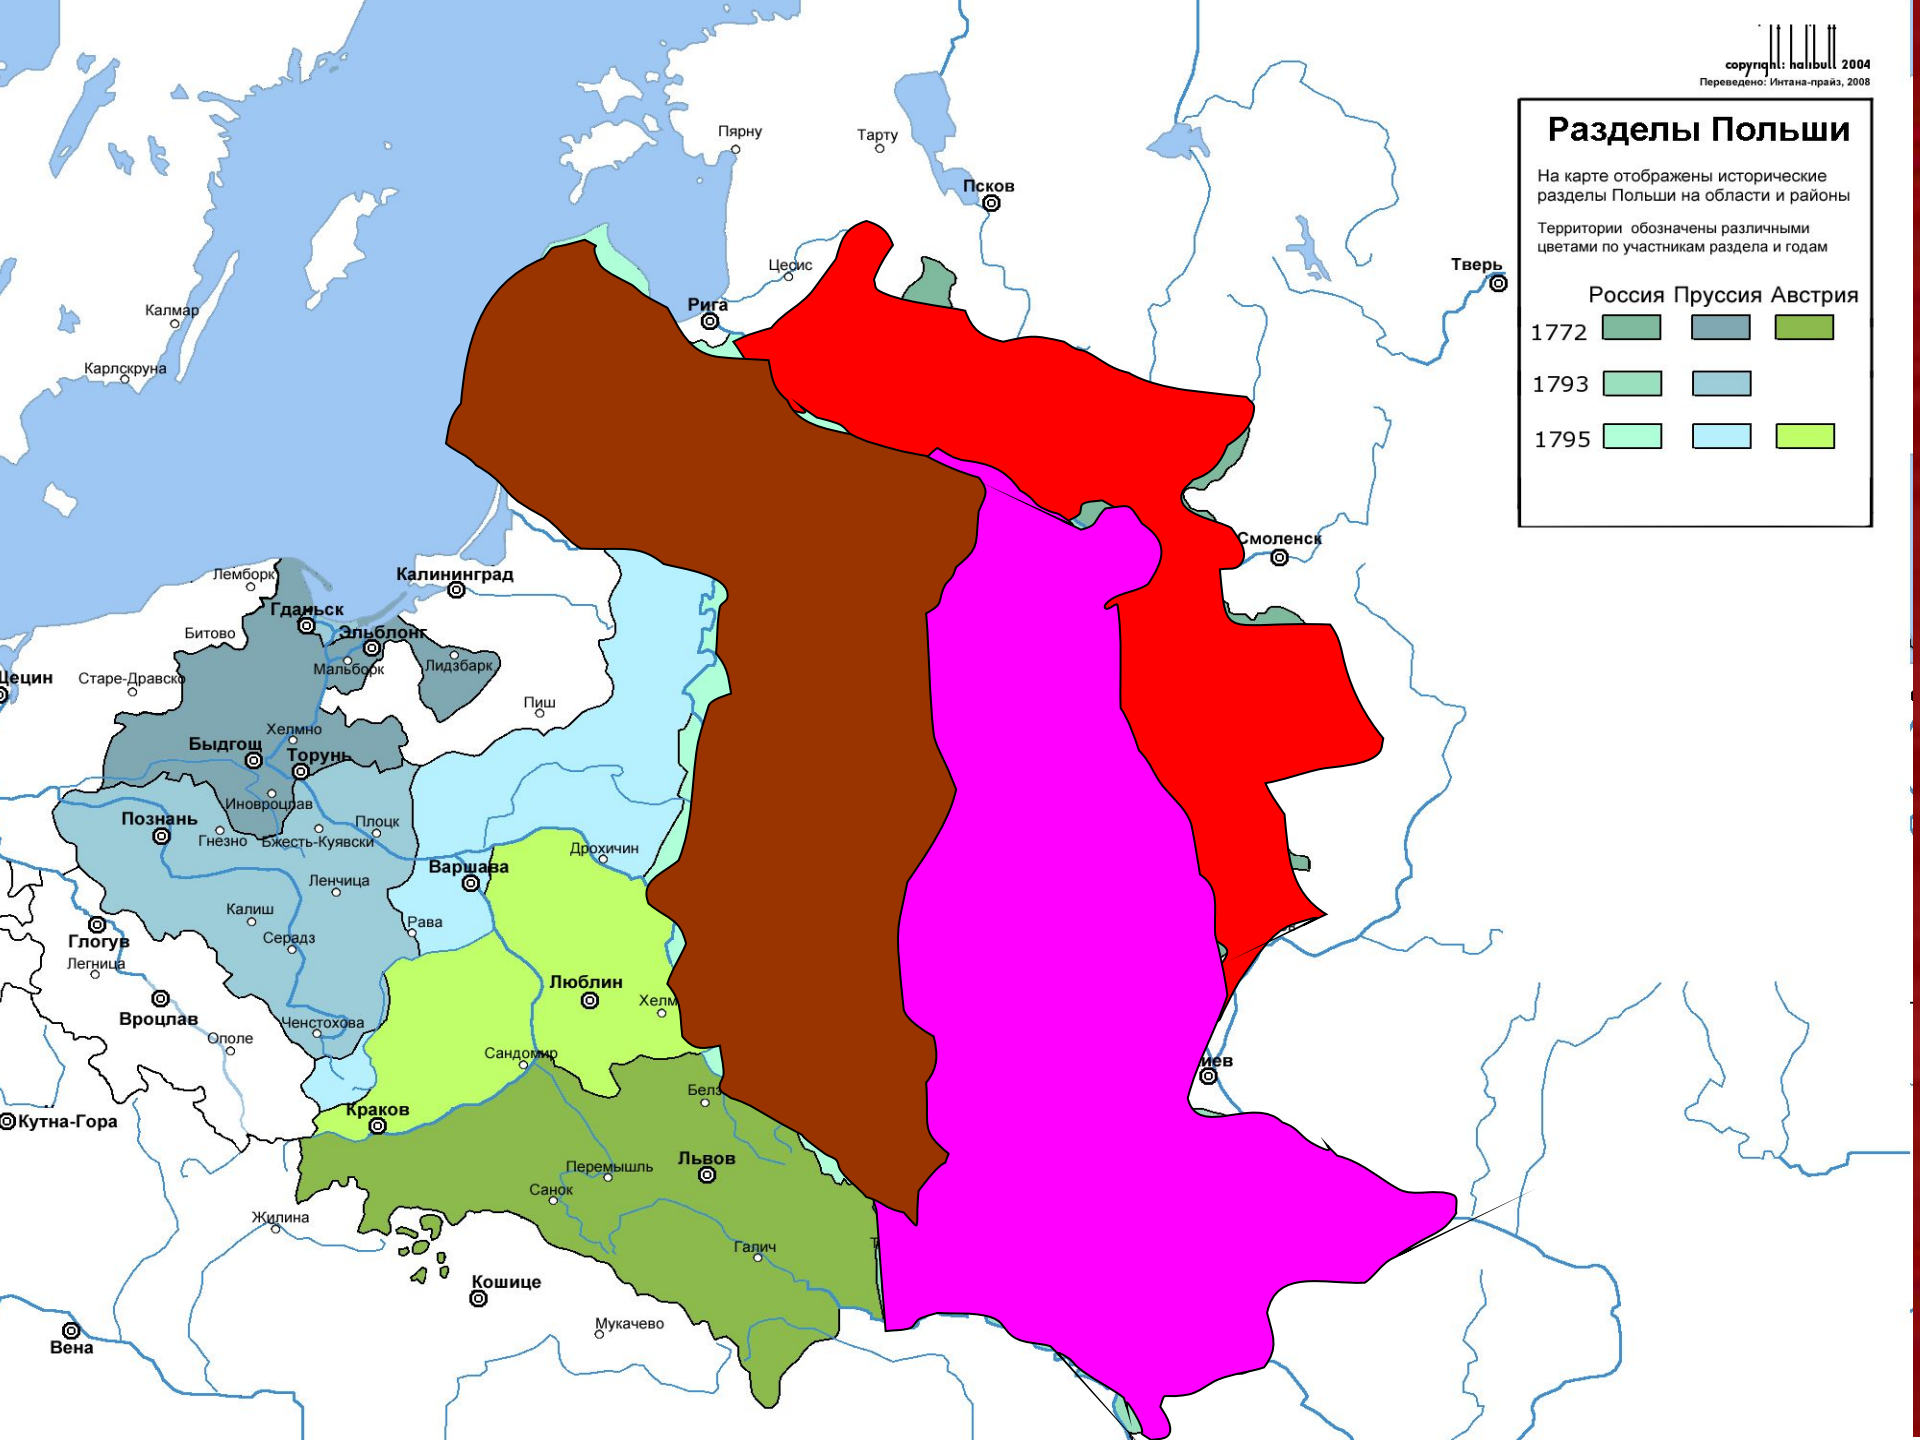 copyright: halibull 2004
Переведено: Интана-прайз, 2008
Разделы Польши
На карте отображены исторические
разделы Польши на области и районы
Территории обозначены различными
цветами по участникам раздела и годам
Россия Пруссия Австрия
1772
1793
1795
Пярну
Тарту
Псков
Тверь
Цесис
Рига
Калмар
Карлскруна
Смоленск
Лемборк
Калининград
Гданьск
Битово
Эльблонг
Мальборк
Лидзбарк
Щецин
Старе-Дравско
Пиш
Хелмно
Быдгощ
Торунь
Иновроцлав
Познань
Гнезно
Бжесть-Куявски
Плоцк
Дрохичин
Варшава
Ленчица
Калиш
Рава
Серадз
Глогув
Легница
Люблин
Хелм
Вроцлав
Ченстохова
Ополе
Сандомир
иев
Белз
Краков
Кутна-Гора
Перемышль
Львов
Санок
Жилина
Галич
Кошице
Мукачево
Вена